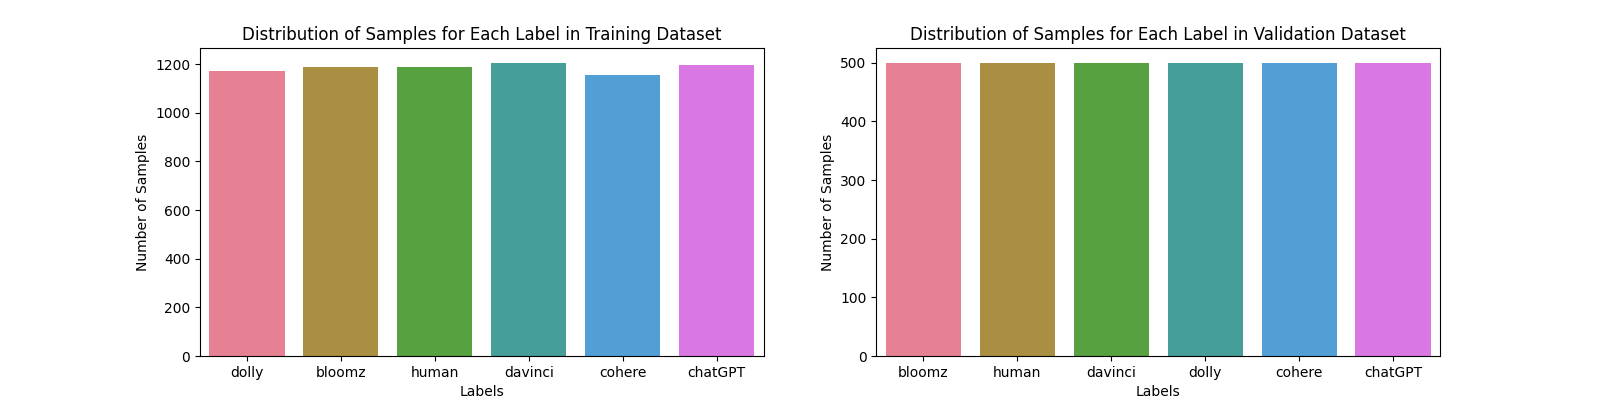 Distribution of Samples for Each Label in Training Dataset
Number of Samples
1200
1000
800
600
400
200
0
dolly bloomz human davinci cohere chatGPT
Labels
Distribution of Samples for Each Label in Validation Dataset
Number of Samples
500
400
300
200
100
0
bloomz human davinci dolly cohere chatGPT
Labels